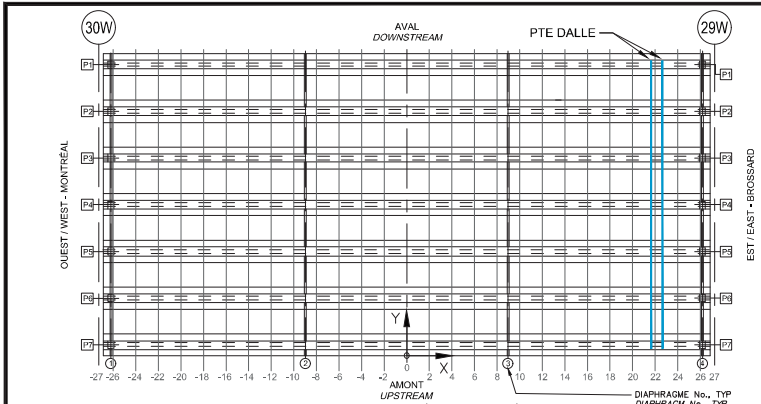 30W
29W
AVAL
DOWNSTREAM
PTE DALLE
P1
P1
P2
P2
P3
P3
P4
P4
P5
P5
P6
P6
P7
P7
OUEST / WEST - MONTRÉAL
EST / EAST - BROSSARD
Y
X
1
2
3
4
-27 -26 -24 -22 -20 -18 -16 -14 -12 -10 -8 -6 -4 -2 0 2 4 6 8 10 12 14 16 18 20 22 24 26 27
AMONT
UPSTREAM
DIAPHRAGME No., TYP
DIAPHRAGM No., TYP